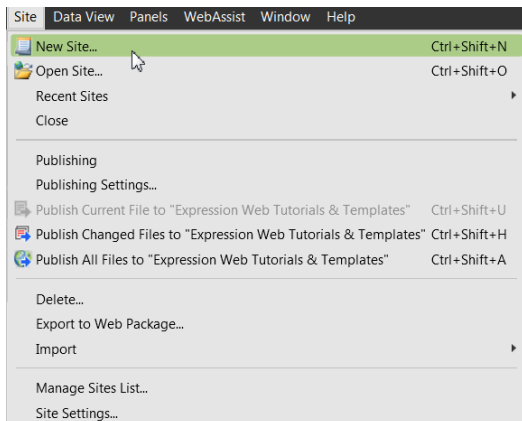 Site Data View Panels WebAssist Window Help
New Site... Ctrl+Shift+N
Open Site... Ctrl+Shift+O
Recent Sites
Close
Publishing
Publishing Settings...
Publish Current File to "Expression Web Tutorials & Templates" Ctrl+Shift+U
Publish Changed Files to "Expression Web Tutorials & Templates" Ctrl+Shift+H
Publish All Files to "Expression Web Tutorials & Templates" Ctrl+Shift+A
Delete...
Export to Web Package...
Import
Manage Sites List...
Site Settings...